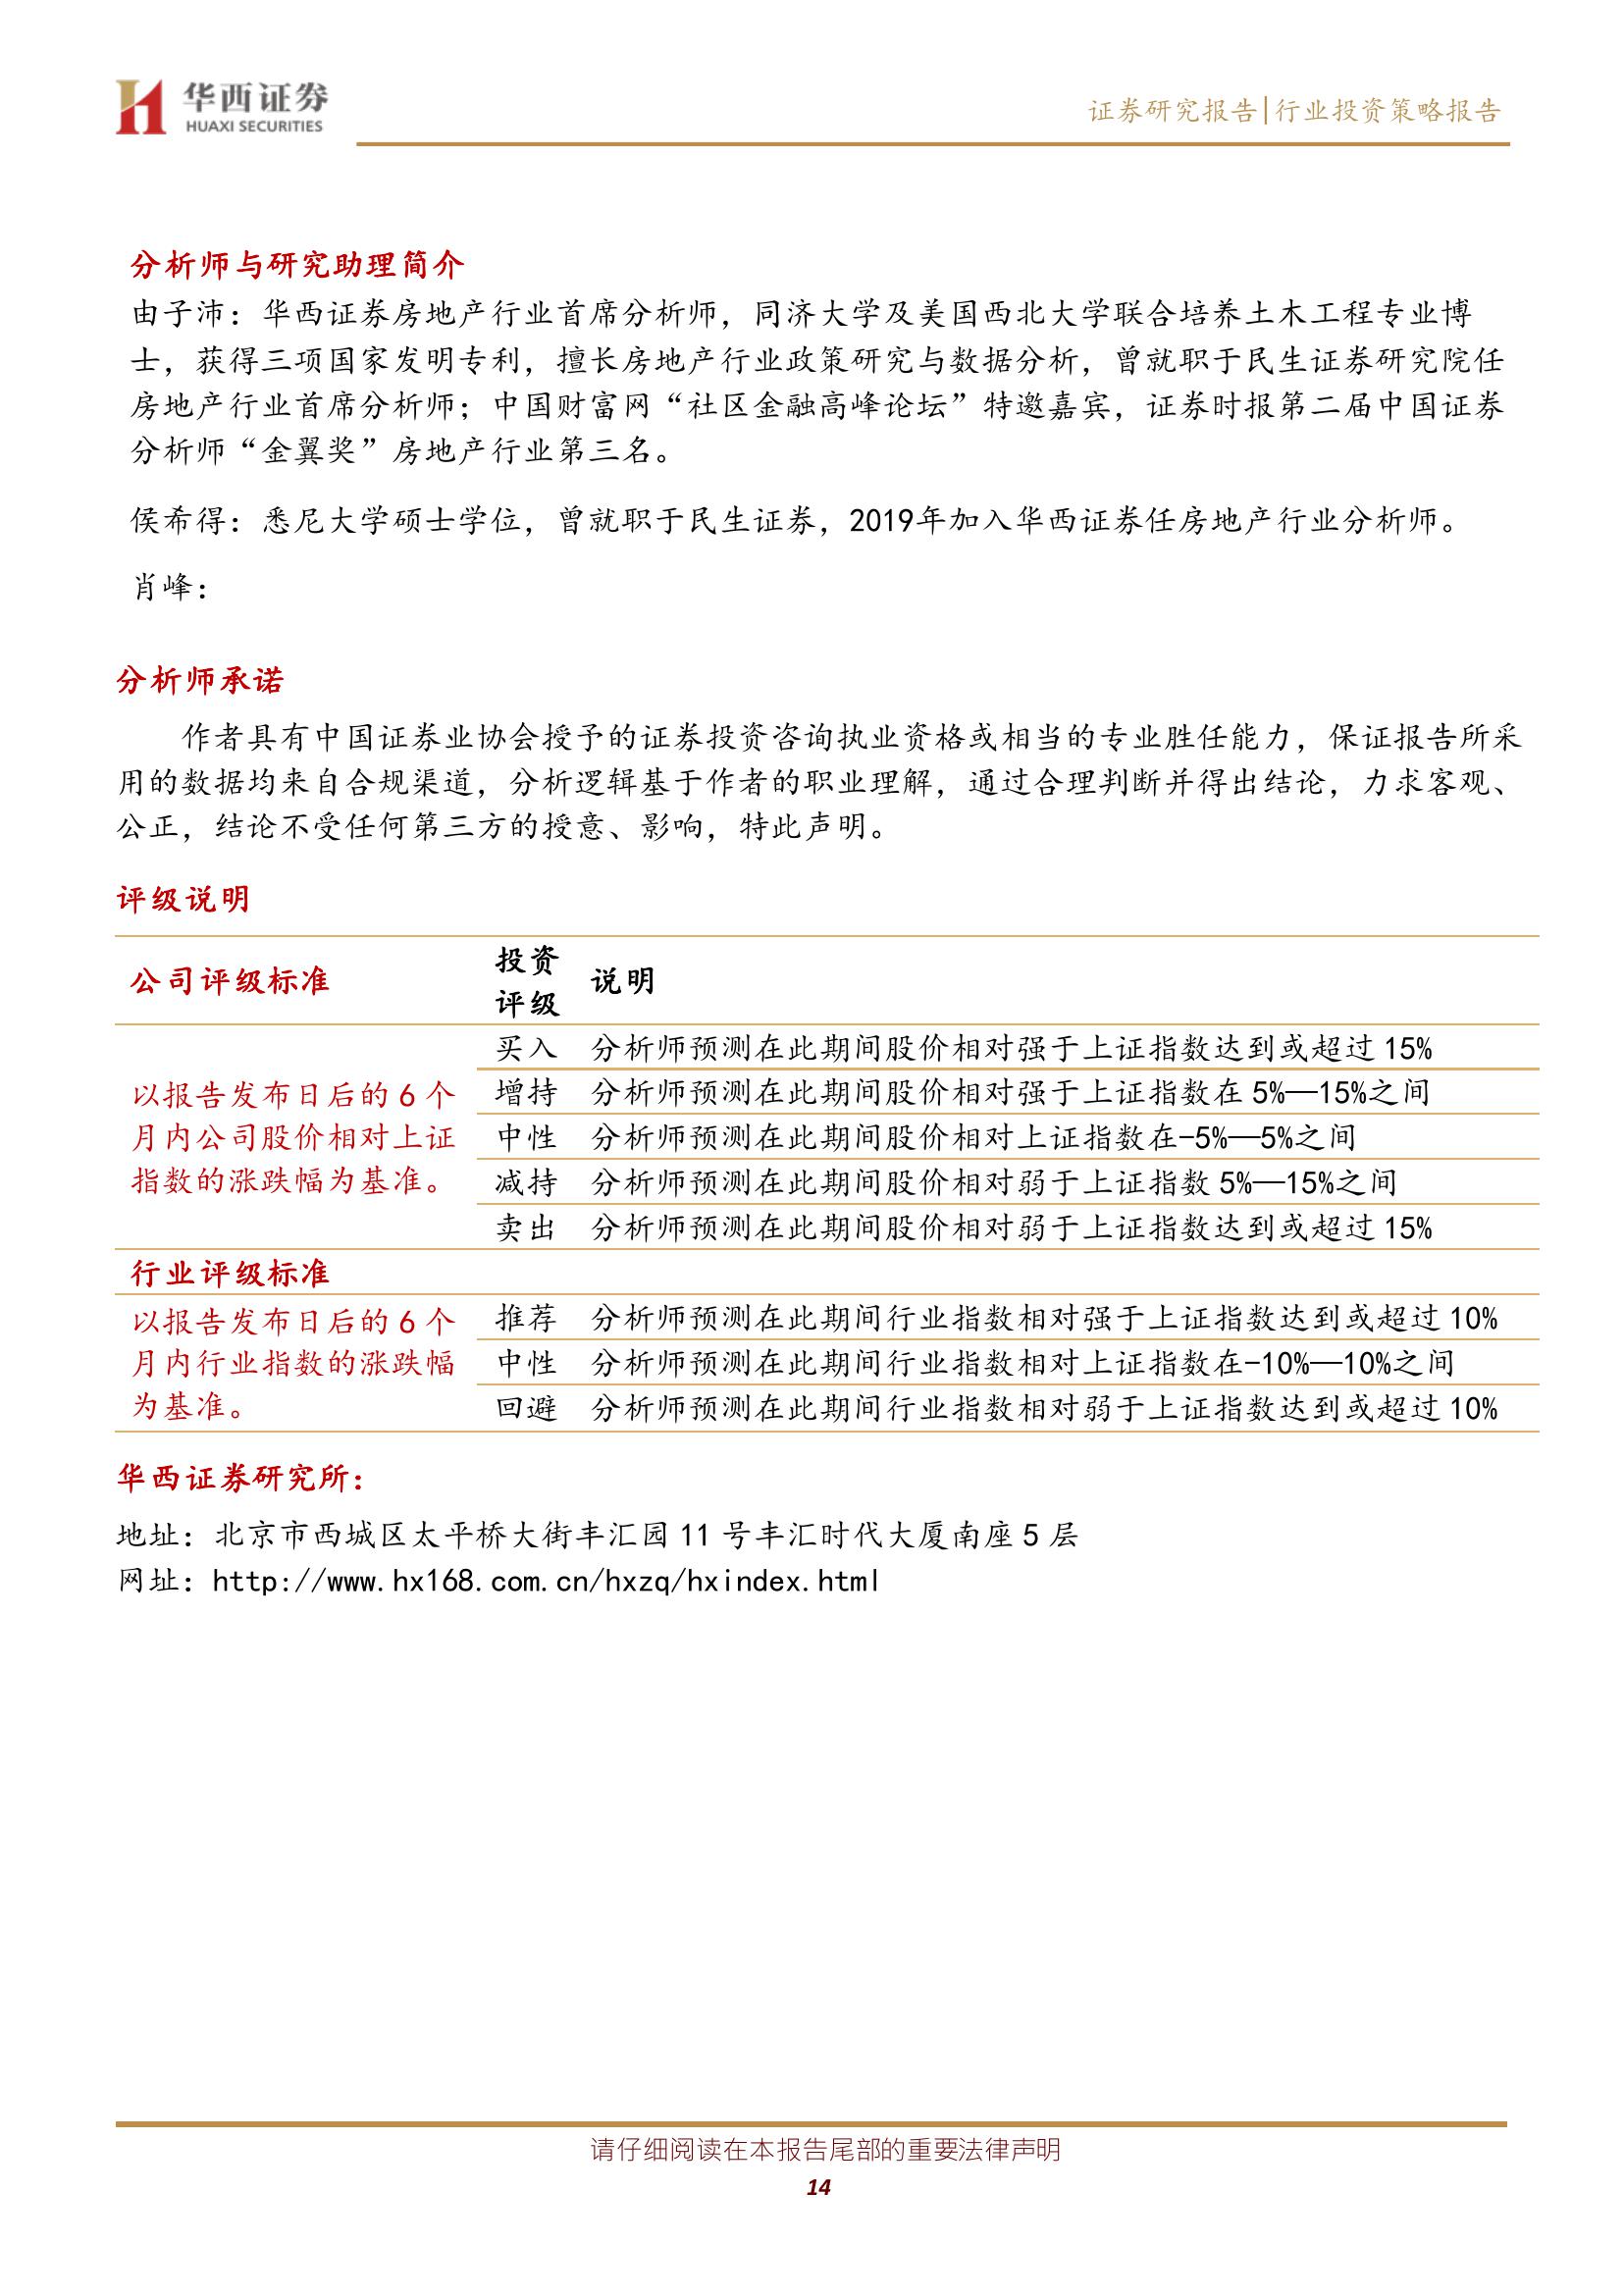 华西证券
HUAXI SECURITIES
证券研究报告|行业投资策略报告
分析师与研究助理简介
由子沛：华西证券房地产行业首席分析师，同济大学及美国西北大学联合培养土木工程专业博
士，获得三项国家发明专利，擅长房地产行业政策研究与数据分析，曾就职于民生证券研究院任
房地产行业首席分析师；中国财富网“社区金融高峰论坛”特邀嘉宾，证券时报第二届中国证券
分析师“金翼奖”房地产行业第三名。
侯希得：悉尼大学硕士学位，曾就职于民生证券，2019年加入华西证券任房地产行业分析师。
肖峰：
分析师承诺
作者具有中国证券业协会授予的证券投资咨询执业资格或相当的专业胜任能力，保证报告所采
用的数据均来自合规渠道，分析逻辑基于作者的职业理解，通过合理判断并得出结论，力求客观、
公正，结论不受任何第三方的授意、影响，特此声明。
评级说明
公司评级标准
投资
评级
说明
以报告发布日后的 6 个
月内公司股价相对上证
指数的涨跌幅为基准。
买入 分析师预测在此期间股价相对强于上证指数达到或超过 15%
增持 分析师预测在此期间股价相对强于上证指数在 5%—15%之间
中性 分析师预测在此期间股价相对上证指数在-5%—5%之间
减持 分析师预测在此期间股价相对弱于上证指数 5%—15%之间
卖出 分析师预测在此期间股价相对弱于上证指数达到或超过 15%
行业评级标准
以报告发布日后的 6 个
月内行业指数的涨跌幅
为基准。
推荐 分析师预测在此期间行业指数相对强于上证指数达到或超过 10%
中性 分析师预测在此期间行业指数相对上证指数在-10%—10%之间
回避 分析师预测在此期间行业指数相对弱于上证指数达到或超过 10%
华西证券研究所：
地址：北京市西城区太平桥大街丰汇园 11 号丰汇时代大厦南座 5 层
网址：http://www.hx168.com.cn/hxzq/hxindex.html
请仔细阅读在本报告尾部的重要法律声明
14